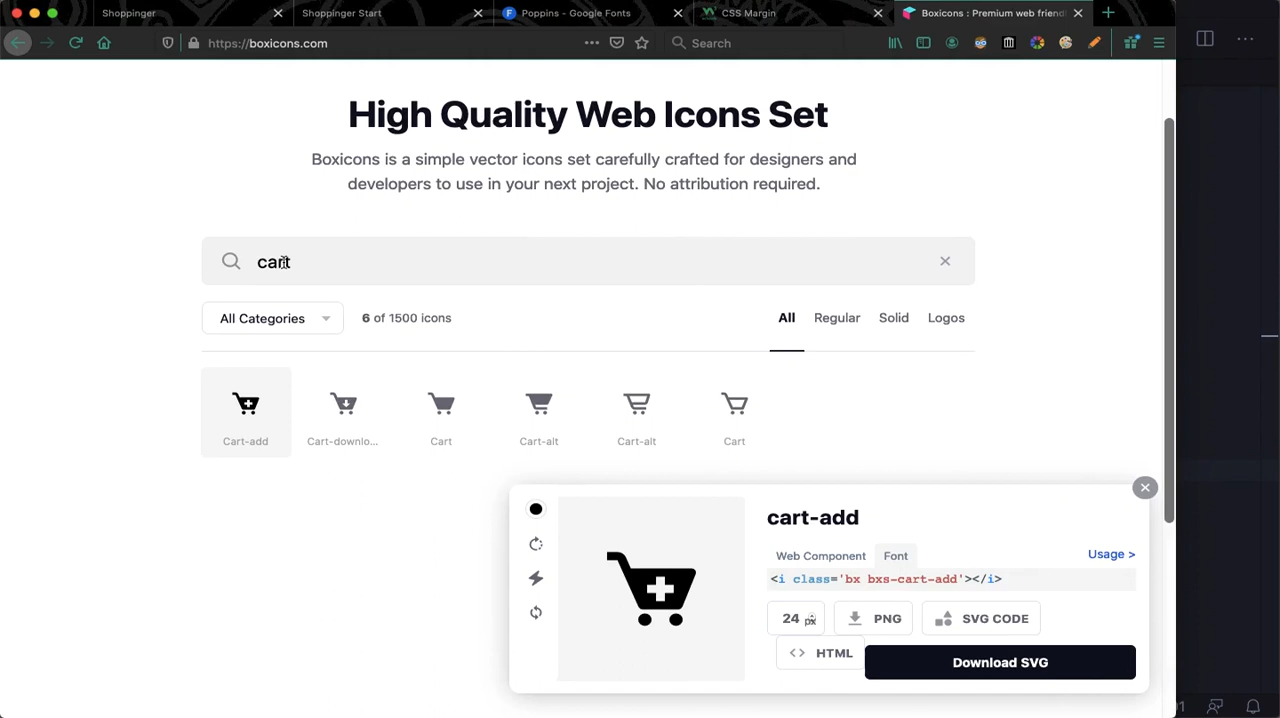 Shoppinger
Shoppinger Start
Poppins - Google Fonts
CSS Margin
Boxicons : Premium web friend
https://boxicons.com
Search
High Quality Web Icons Set
Boxicons is a simple vector icons set carefully crafted for designers and
developers to use in your next project. No attribution required.
cart
All Categories
6 of 1500 icons
All
Regular
Solid
Logos
Cart-add
Cart-downlo...
Cart
Cart-alt
Cart-alt
Cart
cart-add
Web Component
Font
Usage >
<i class='bx bxs-cart-add'></i>
24 px
PNG
SVG CODE
<> HTML
Download SVG